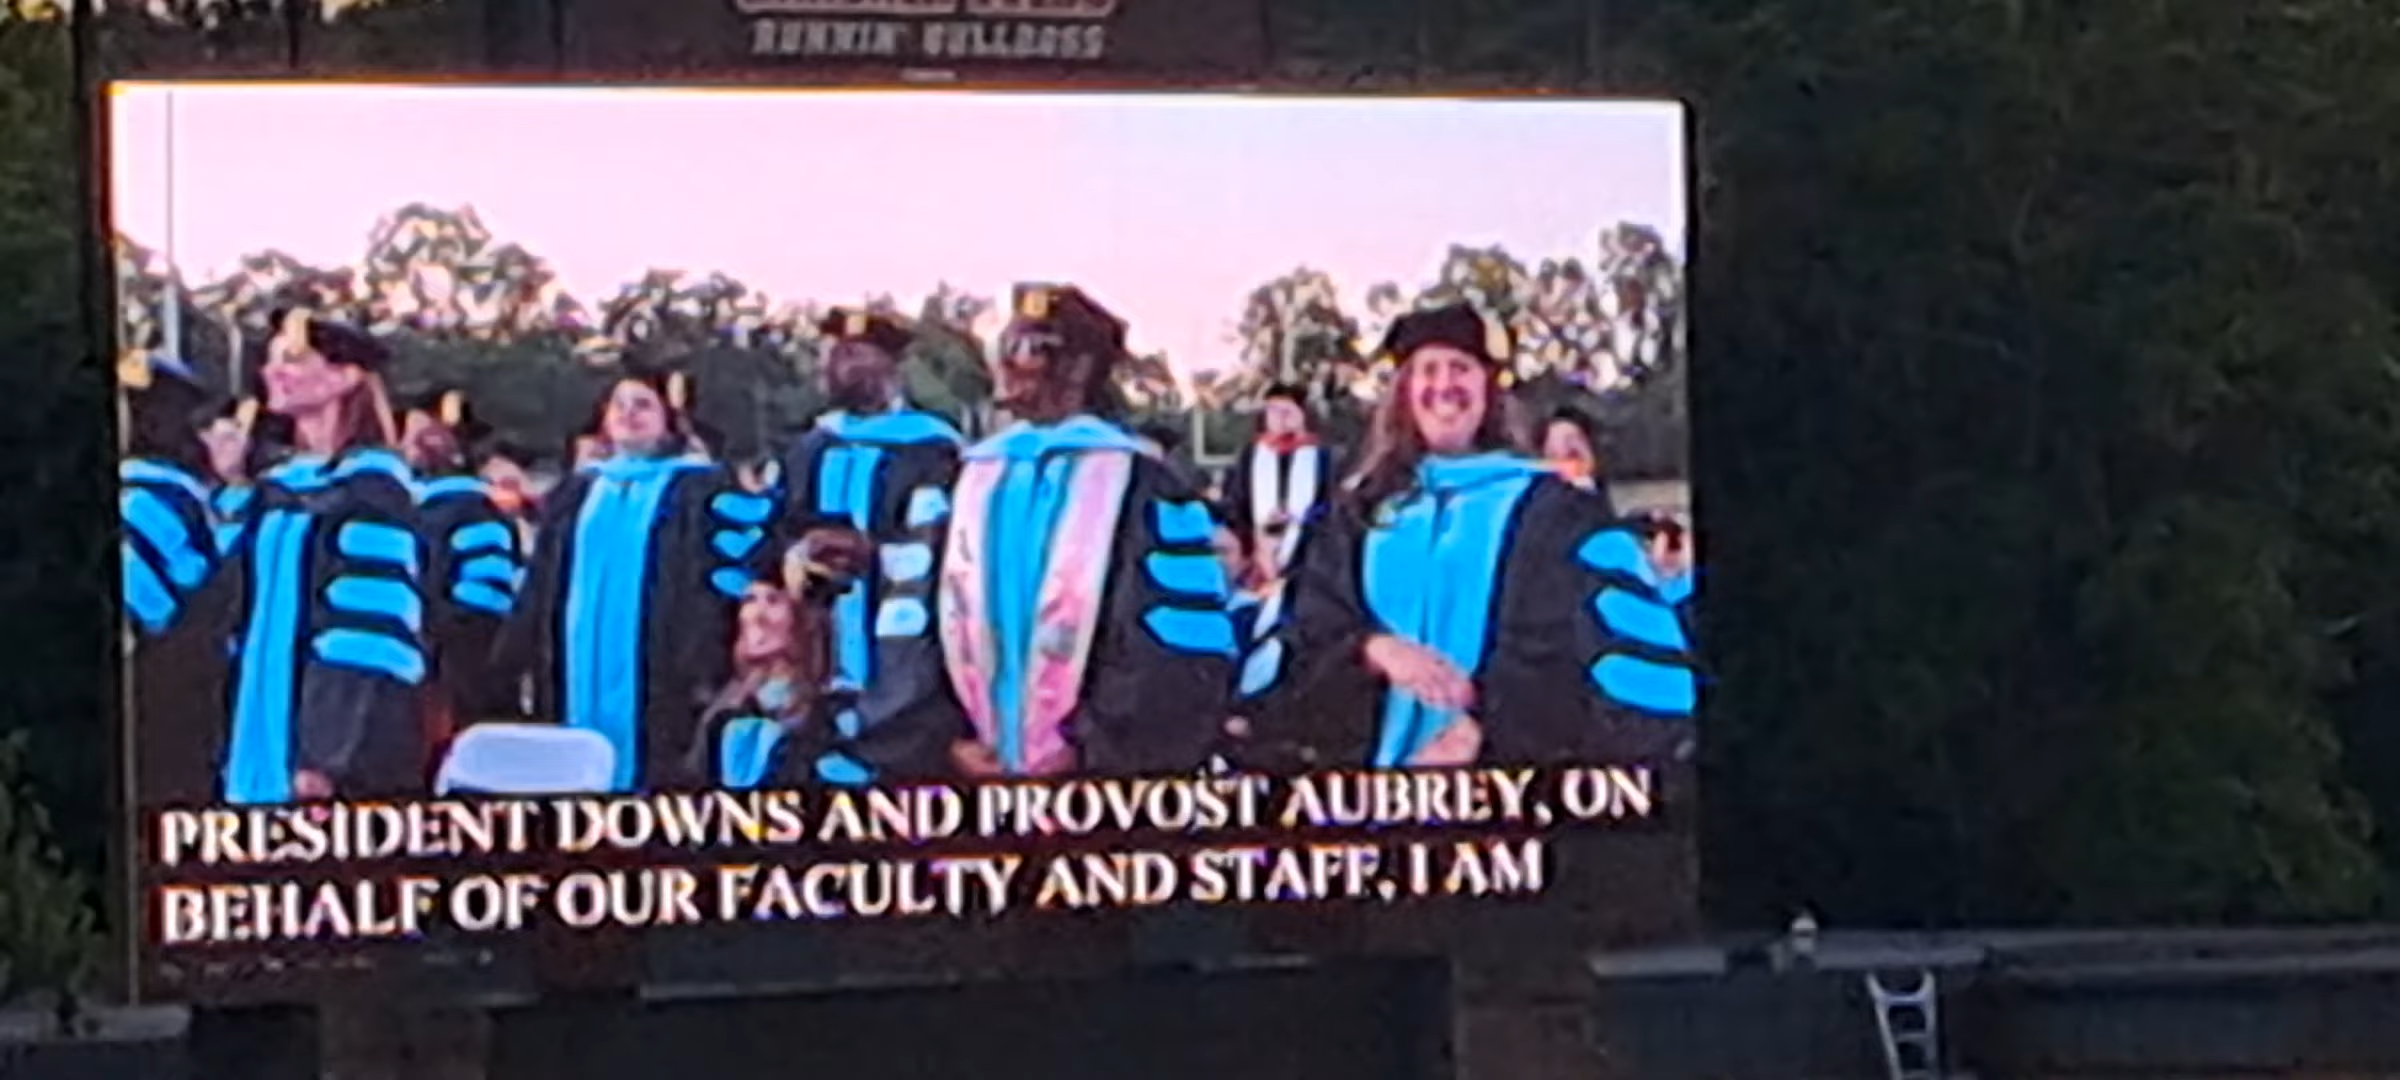 RUNNIN' BULLDOGS
PRESIDENT DOWNS AND PROVOST AUBREY, ON
BEHALF OF OUR FACULTY AND STAFF, I AM